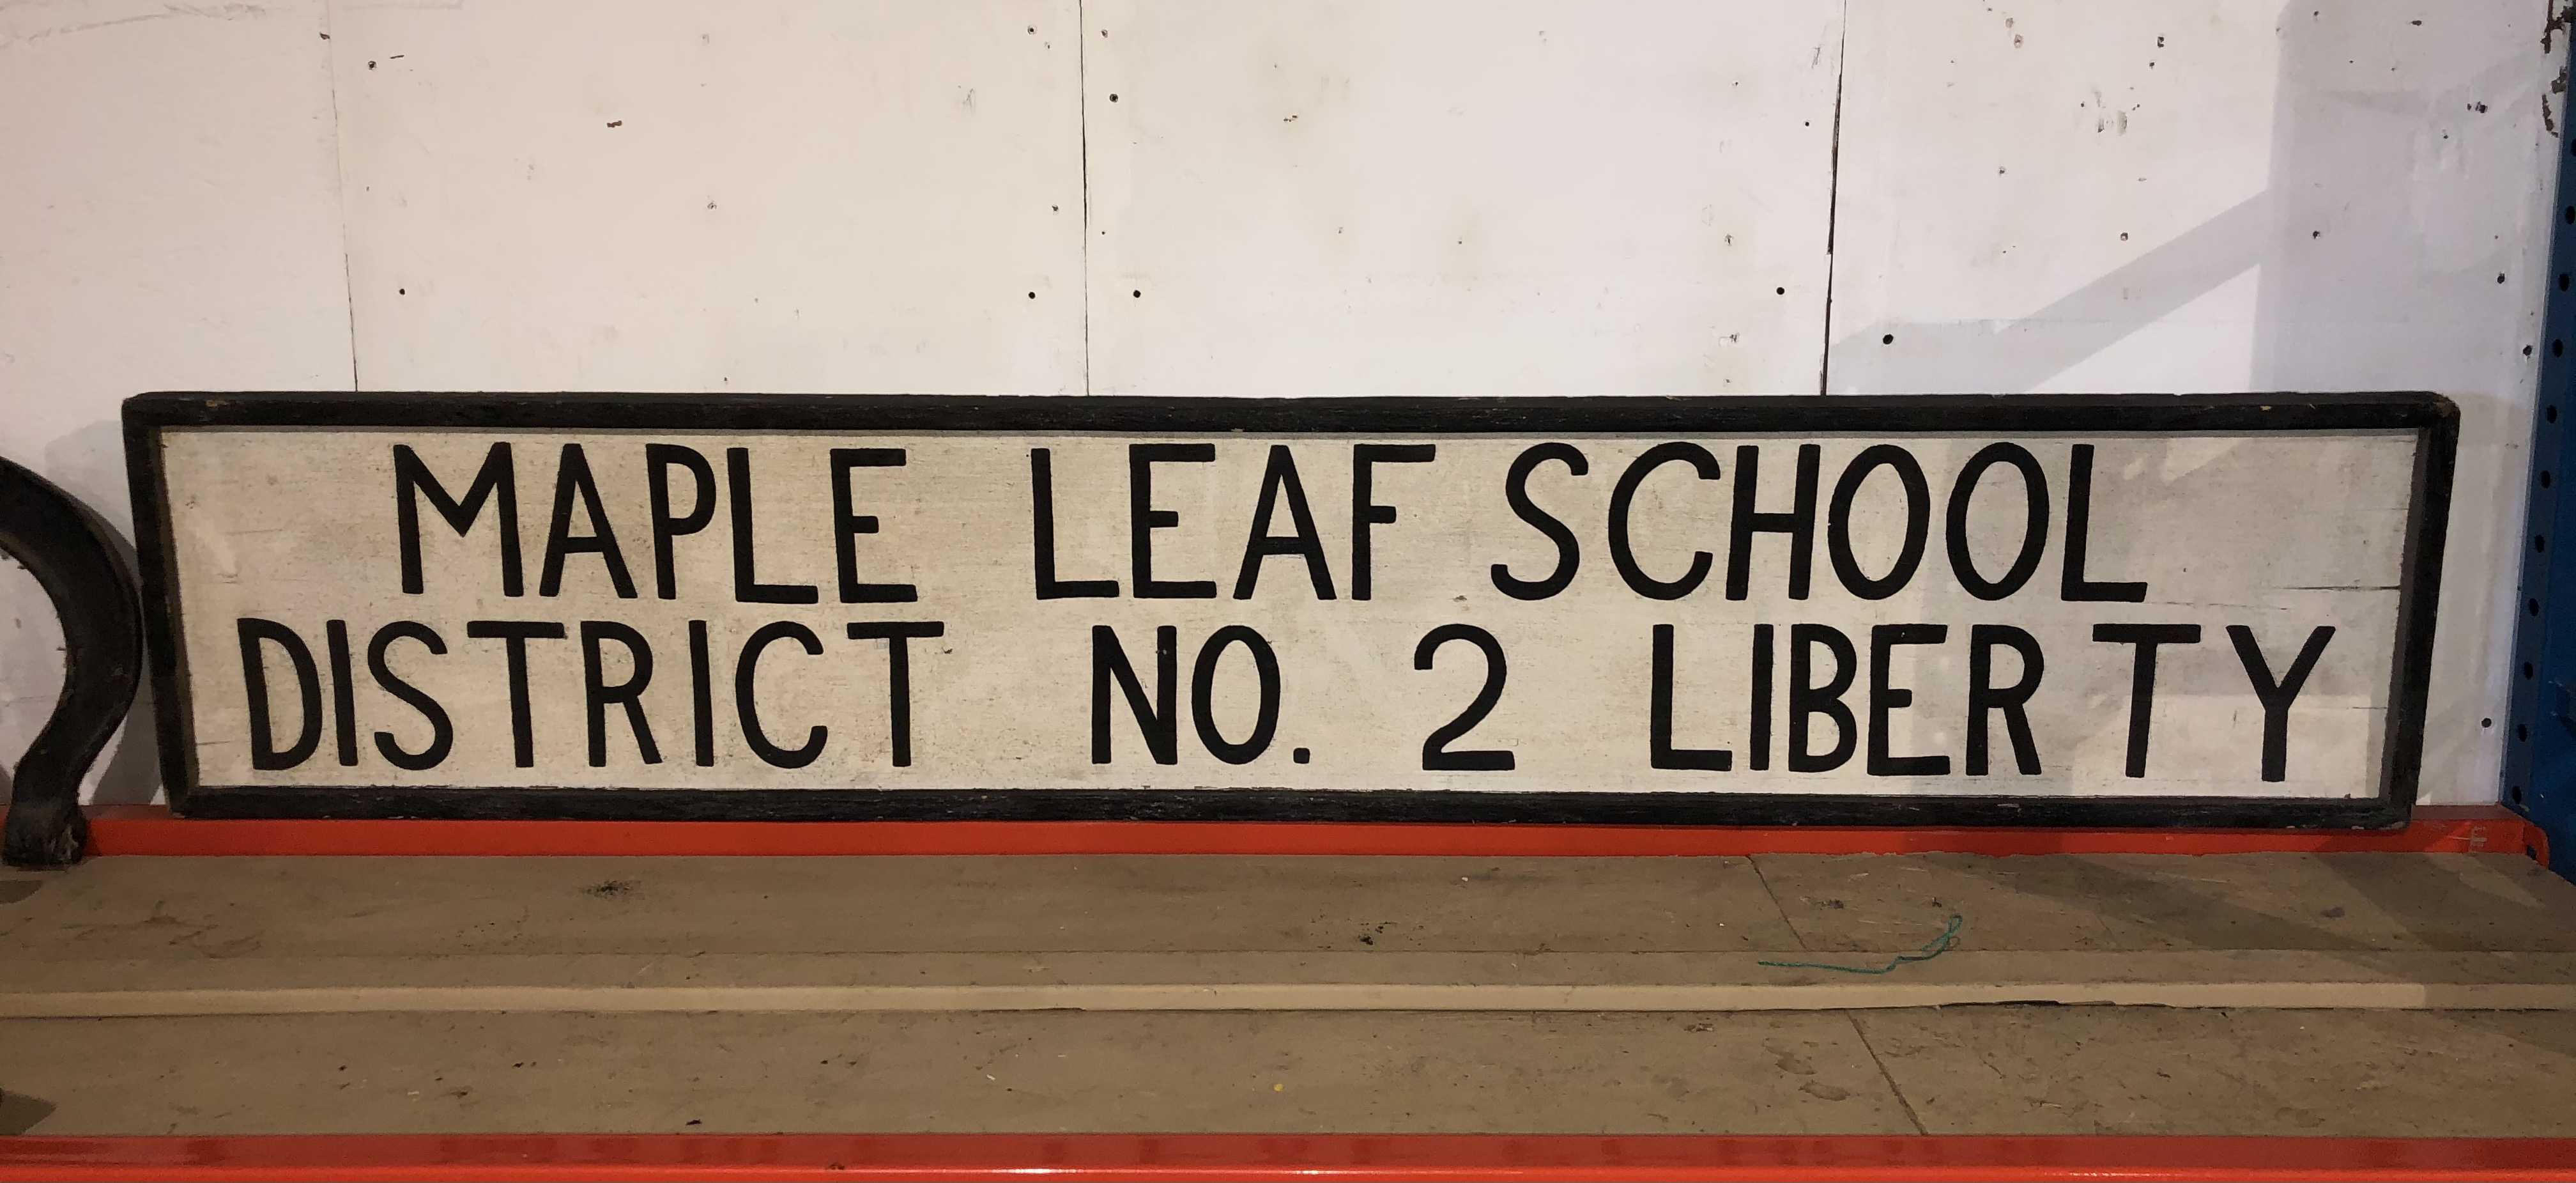 MAPLE LEAF SCHOOL
DISTRICT NO. 2 LIBERTY